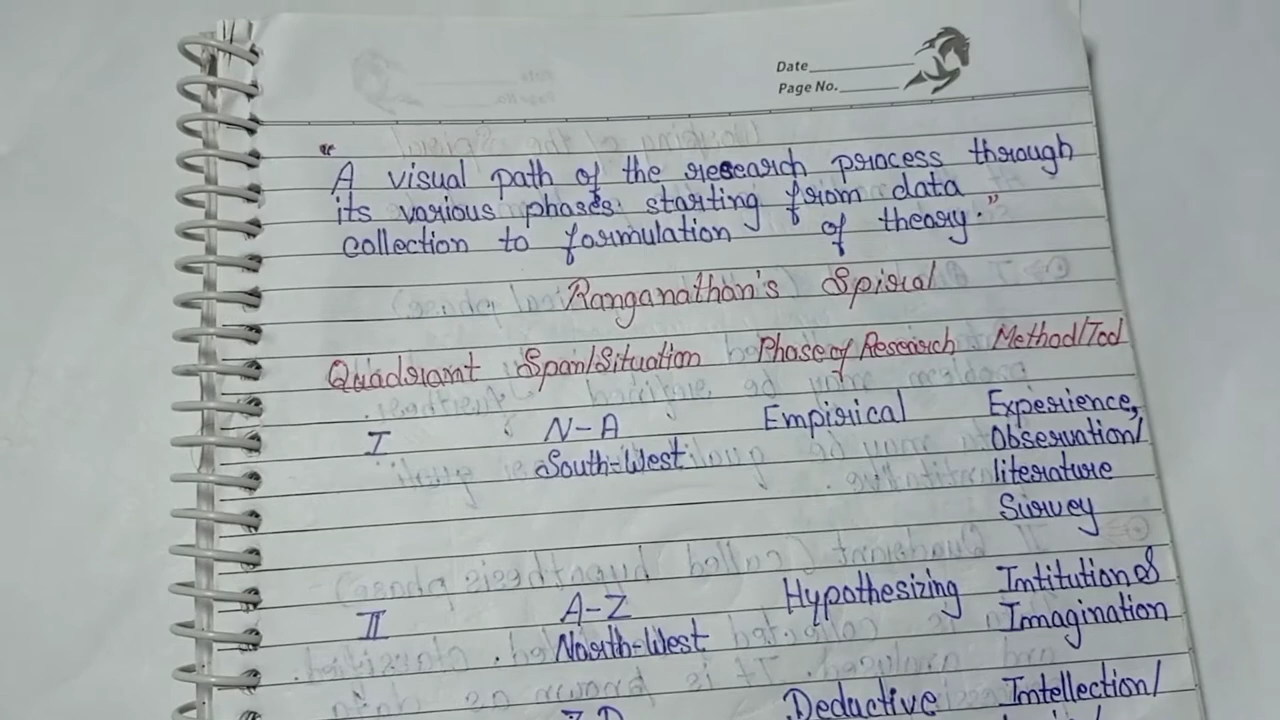 Date
Page No.
"A visual path of the research process through
its various phases starting from data
collection to formulation of theory."
Ranganathan's Spiral
Quadrant Span/Situation Phase of Research Method/Tool
I N-A Empirical Experience,
South-West Observation/
literature
Survey
II A-Z Hypothesizing Intitution &
North-West Imagination
Deductive Intellection/